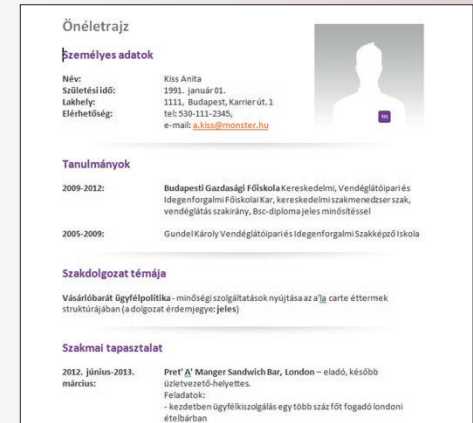 Önéletrajz
Személyes adatok
Név: Kiss Anita
Születési idő: 1991. január 01.
Lakhely: 1111, Budapest, Karrier út. 1
Elérhetőség: tel: 530-111-2345,
e-mail: a.kiss@monster.hu
m
Tanulmányok
2009-2012: Budapesti Gazdasági Főiskola Kereskedelmi, Vendéglátóipari és
Idegenforgalmi Főiskolai Kar, kereskedelmi szakmenedzser szak,
vendéglátás szakirány, Bsc-diploma jeles minősítéssel
2005-2009: Gundel Károly Vendéglátóipari és Idegenforgalmi Szakképző Iskola
Szakdolgozat témája
Vásárlóbarát ügyfélpolitika - minőségi szolgáltatások nyújtása az a'la carte éttermek
struktúrájában (a dolgozat érdemjegye: jeles)
Szakmai tapasztalat
2012. június-2013. Pret' A' Manger Sandwich Bar, London – eladó, később
március: üzletvezető-helyettes.
Feladatok:
- kezdetben ügyfélkiszolgálás egy több száz főt fogadó londoni
ételbárban